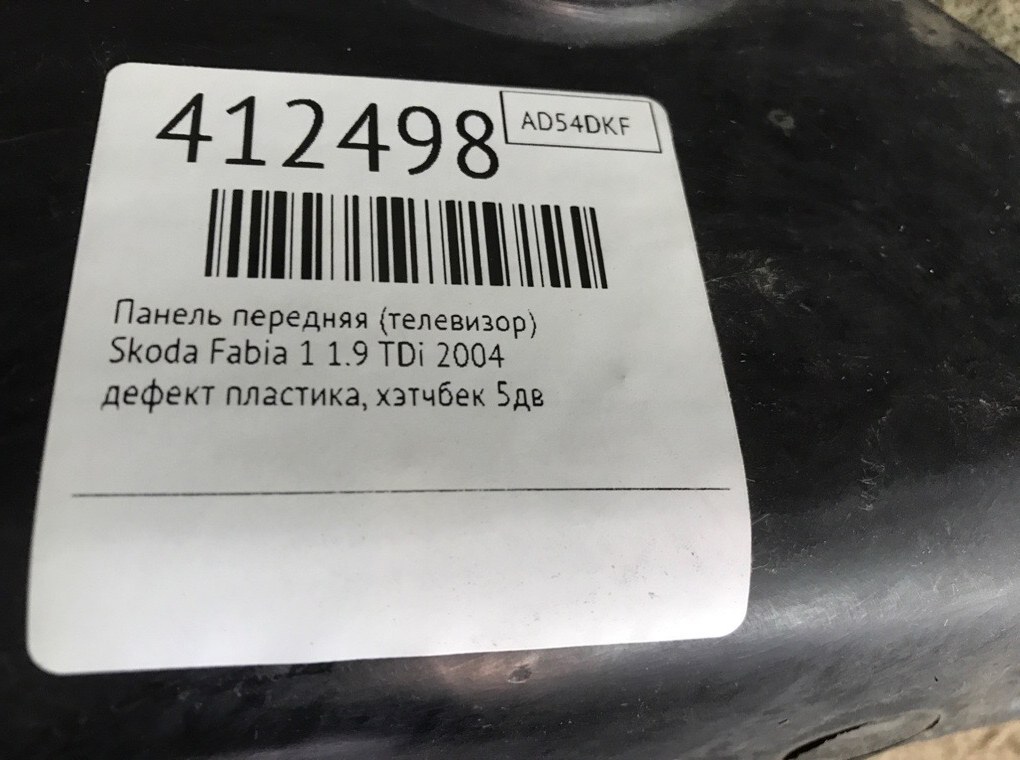 412498
AD54DKF
Панель передняя (телевизор)
Skoda Fabia 1 1.9 TDi 2004
дефект пластика, хэтчбек 5дв